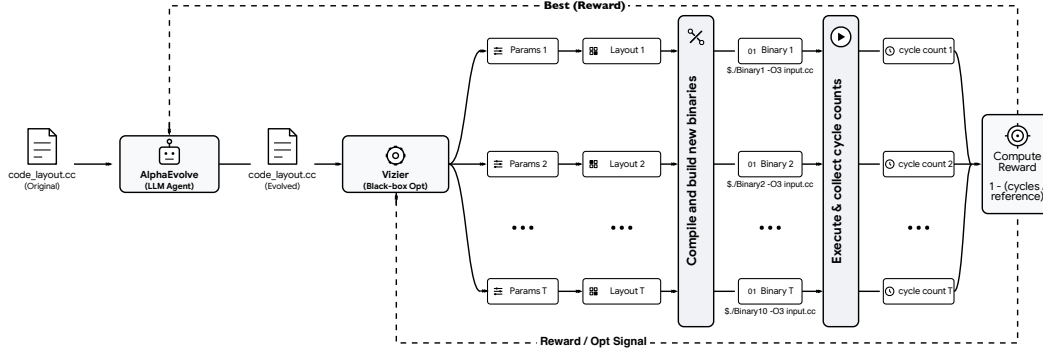 Best (Reward)
code_layout.cc
(Original)
AlphaEvolve
(LLM Agent)
code_layout.cc
(Evolved)
Vizier
(Black-box Opt)
Params 1
Layout 1
01 Binary 1
$./Binary1 -O3 input.cc
cycle count 1
Params 2
Layout 2
01 Binary 2
$./Binary2 -O3 input.cc
cycle count 2
•••
•••
•••
•••
Params T
Layout T
01 Binary T
$./Binary10 -O3 input.cc
cycle count T
Compile and build new binaries
Execute & collect cycle counts
Compute
Reward
1 - (cycles /
reference)
Reward / Opt Signal